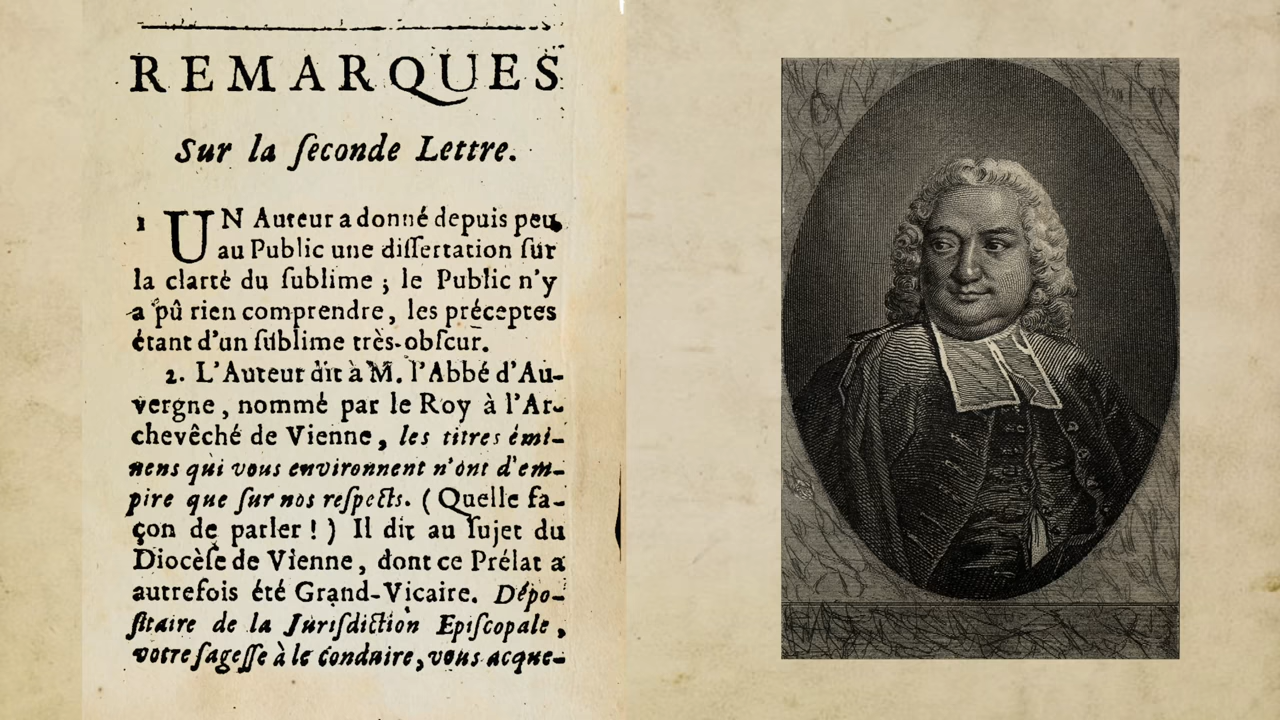 REMARQUES
Sur la ſeconde Lettre.
1 UN Auteur a donné depuis peu
au Public une diſſertation ſur
la clarté du ſublime ; le Public n'y
a pû rien comprendre, les préceptes
étant d'un ſublime très-obſcur.
2. L'Auteur dit à M. l'Abbé d'Au-
vergne, nommé par le Roy à l'Ar-
chevêché de Vienne, les titres émi-
nens qui vous environnent n'ont d'em-
pire que ſur nos reſpects. ( Quelle fa-
çon de parler ! ) Il dit au ſujet du
Diocèſe de Vienne, dont ce Prélat a
autrefois été Grand-Vicaire. Dépo-
ſitaire de la Juriſdiction Epiſcopale,
votre ſageſſe à le conduire, vous acque-